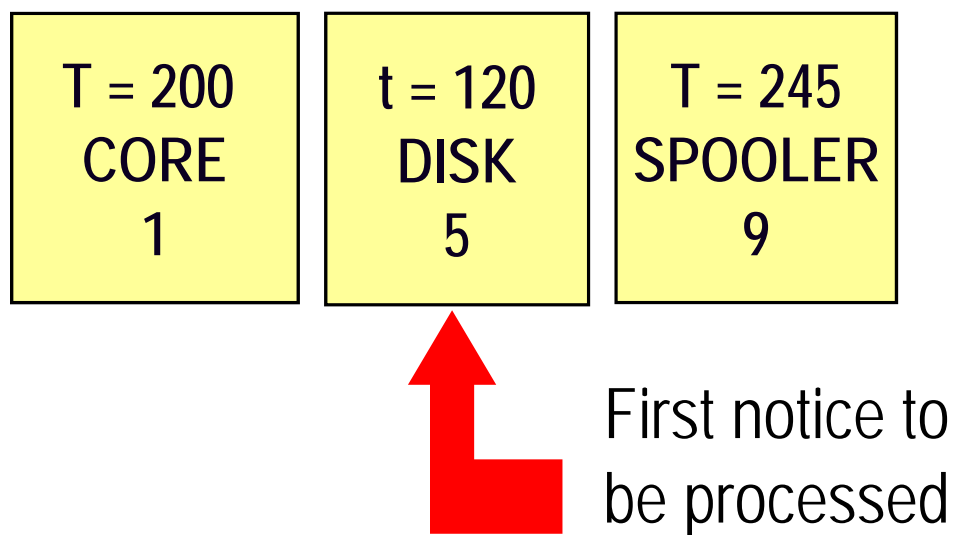 T = 200
CORE
1
t = 120
DISK
5
T = 245
SPOOLER
9
First notice to
be processed